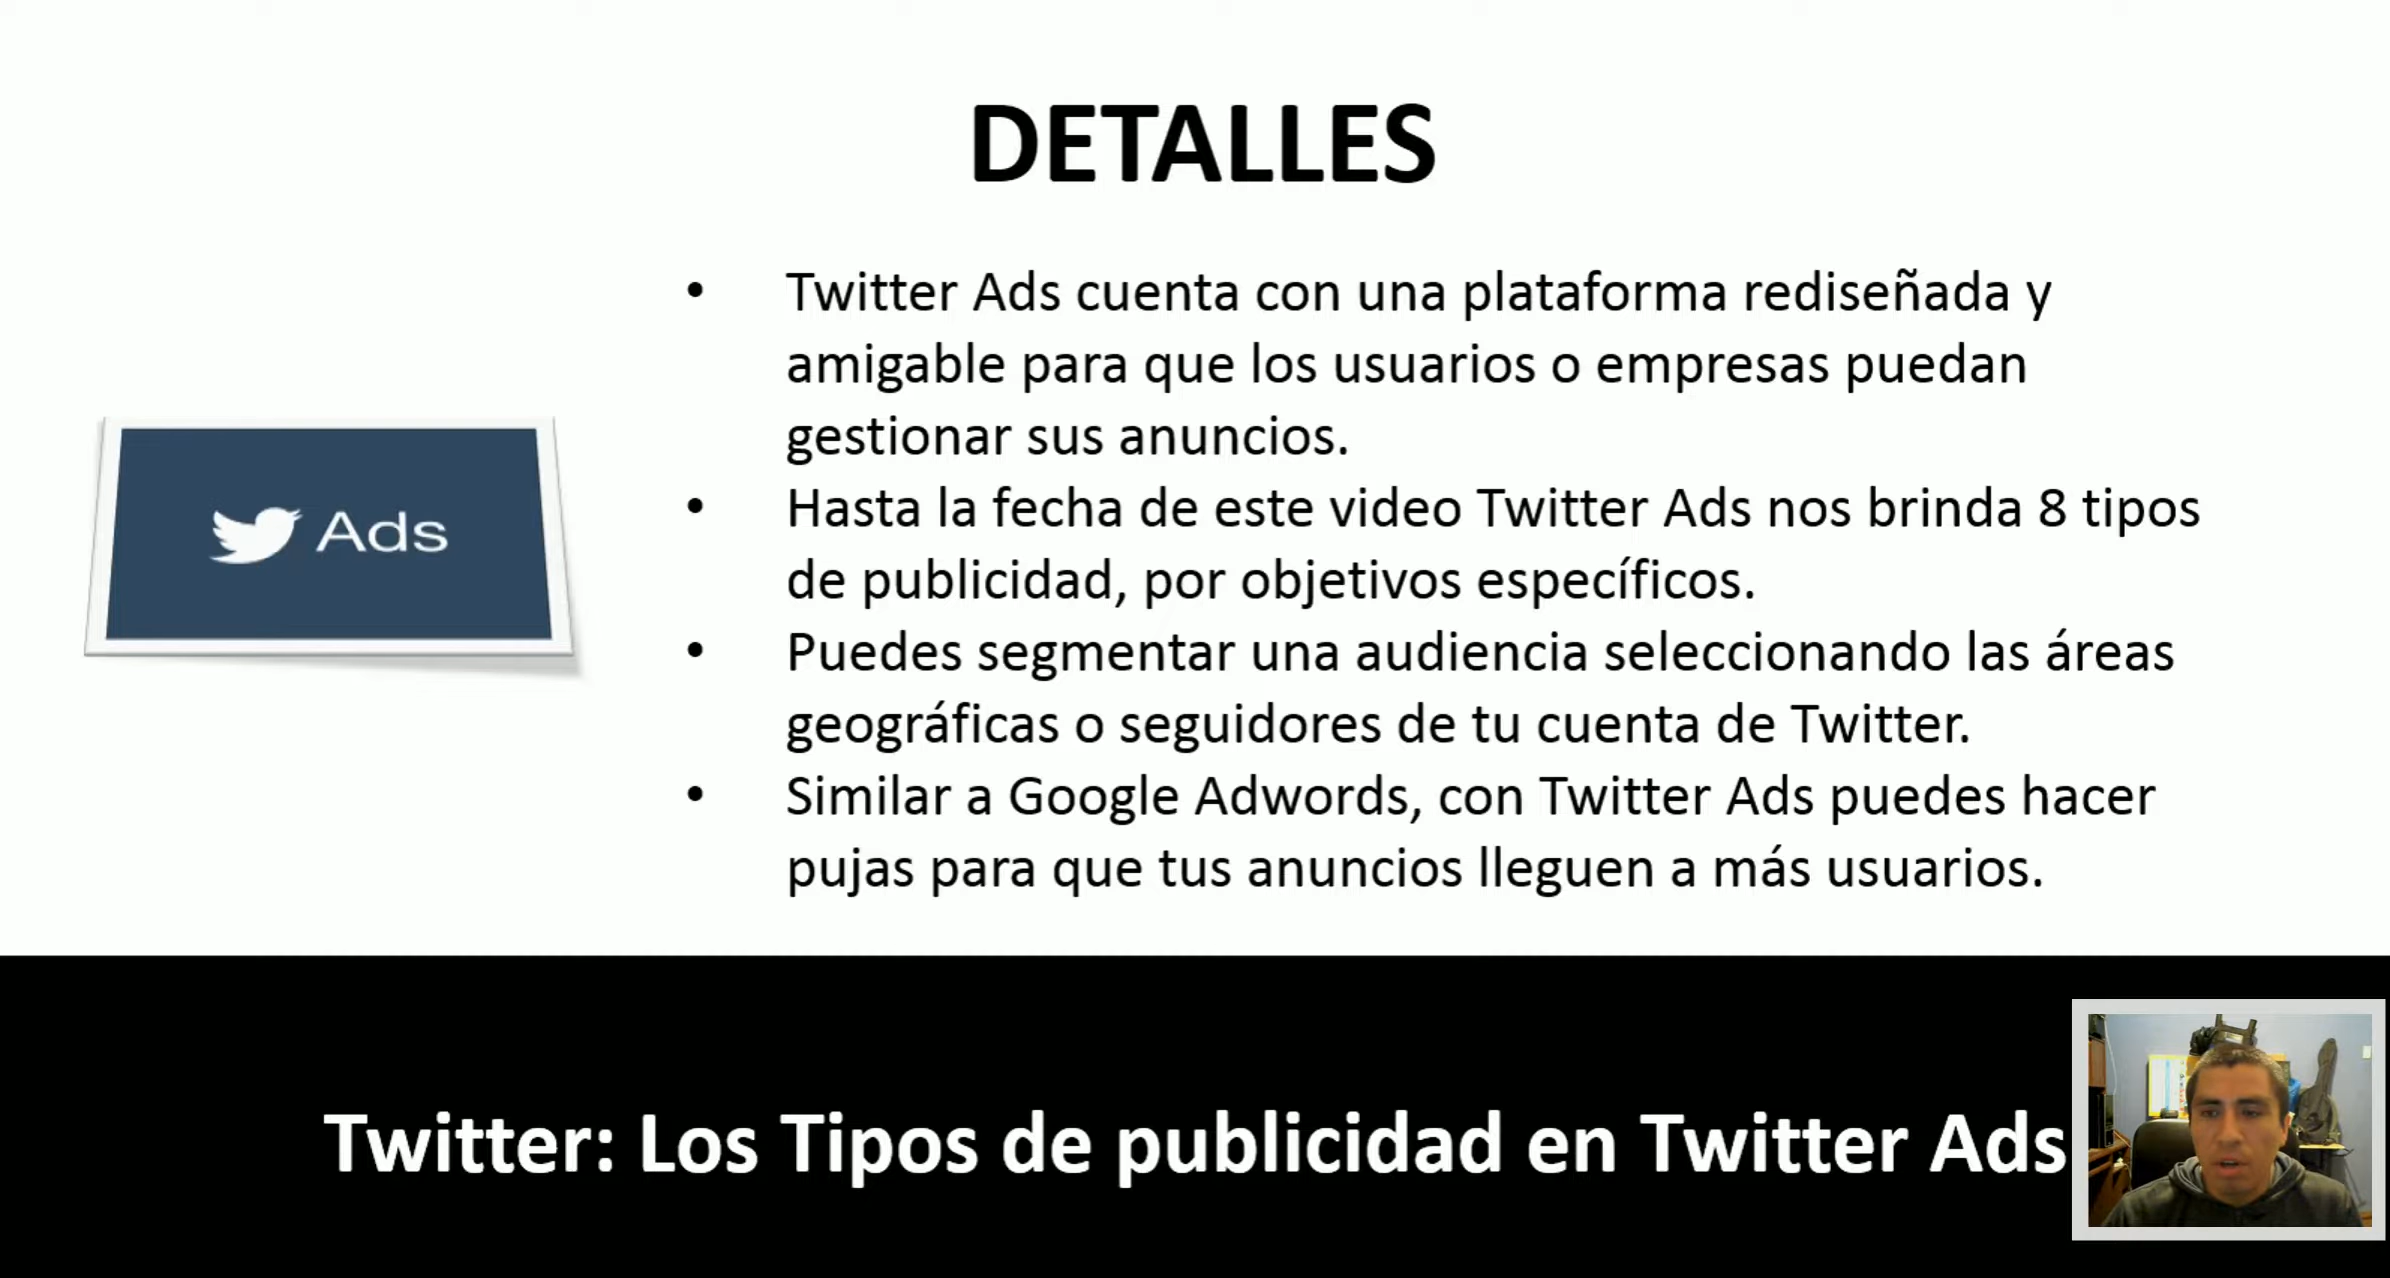 DETALLES
• Twitter Ads cuenta con una plataforma rediseñada y
amigable para que los usuarios o empresas puedan
gestionar sus anuncios.
• Hasta la fecha de este video Twitter Ads nos brinda 8 tipos
de publicidad, por objetivos específicos.
• Puedes segmentar una audiencia seleccionando las áreas
geográficas o seguidores de tu cuenta de Twitter.
• Similar a Google Adwords, con Twitter Ads puedes hacer
pujas para que tus anuncios lleguen a más usuarios.
Ads
Twitter: Los Tipos de publicidad en Twitter Ads